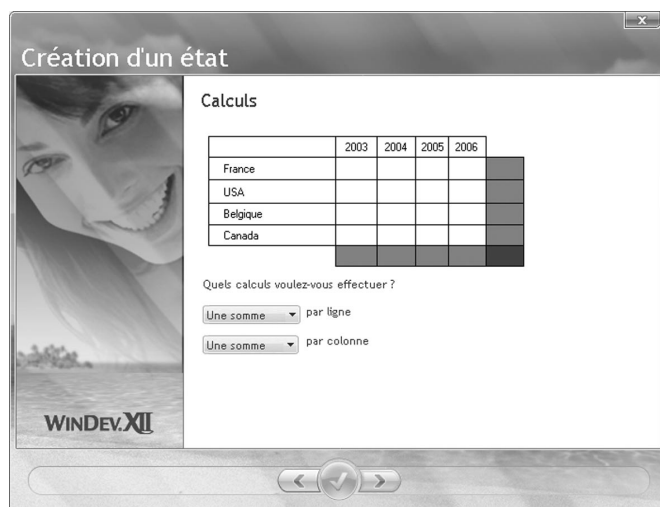 x
Création d'un état
Calculs
2003 2004 2005 2006
France
USA
Belgique
Canada
Quels calculs voulez-vous effectuer ?
Une somme par ligne
Une somme par colonne
WINDEV.XII